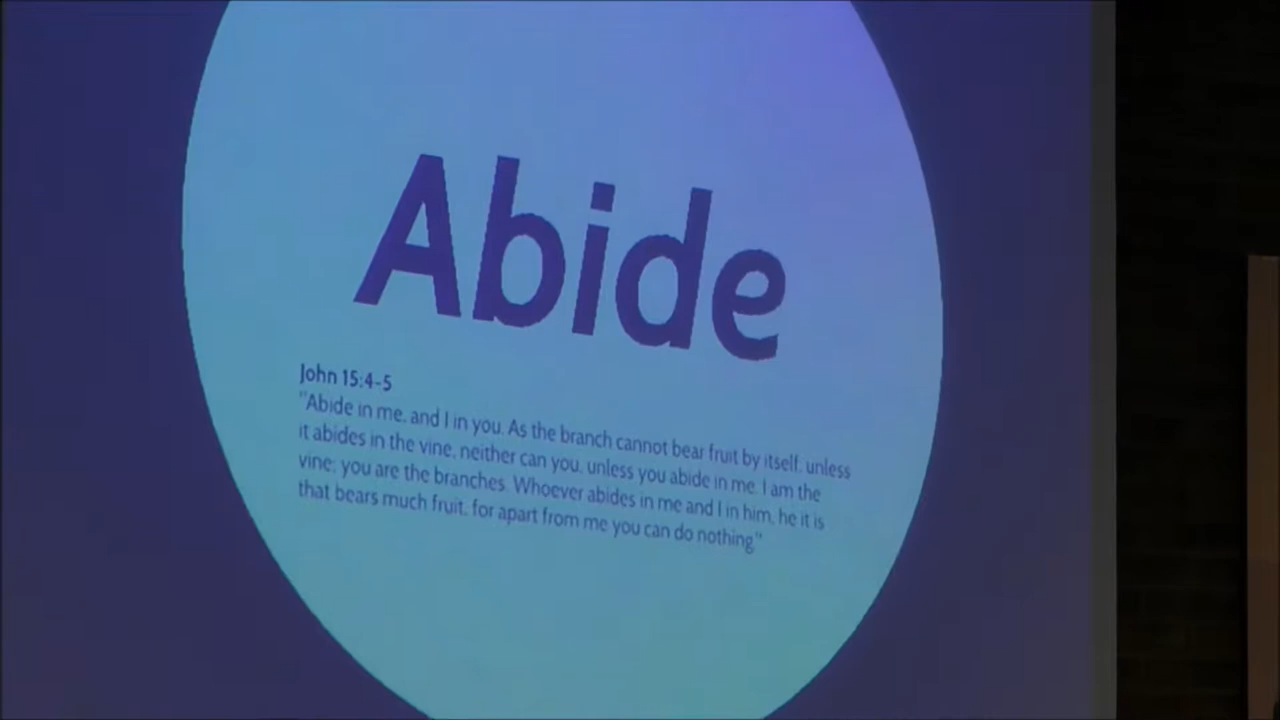 Abide
John 15:4-5
"Abide in me, and I in you. As the branch cannot bear fruit by itself, unless
it abides in the vine, neither can you, unless you abide in me. I am the
vine; you are the branches. Whoever abides in me and I in him, he it is
that bears much fruit, for apart from me you can do nothing"